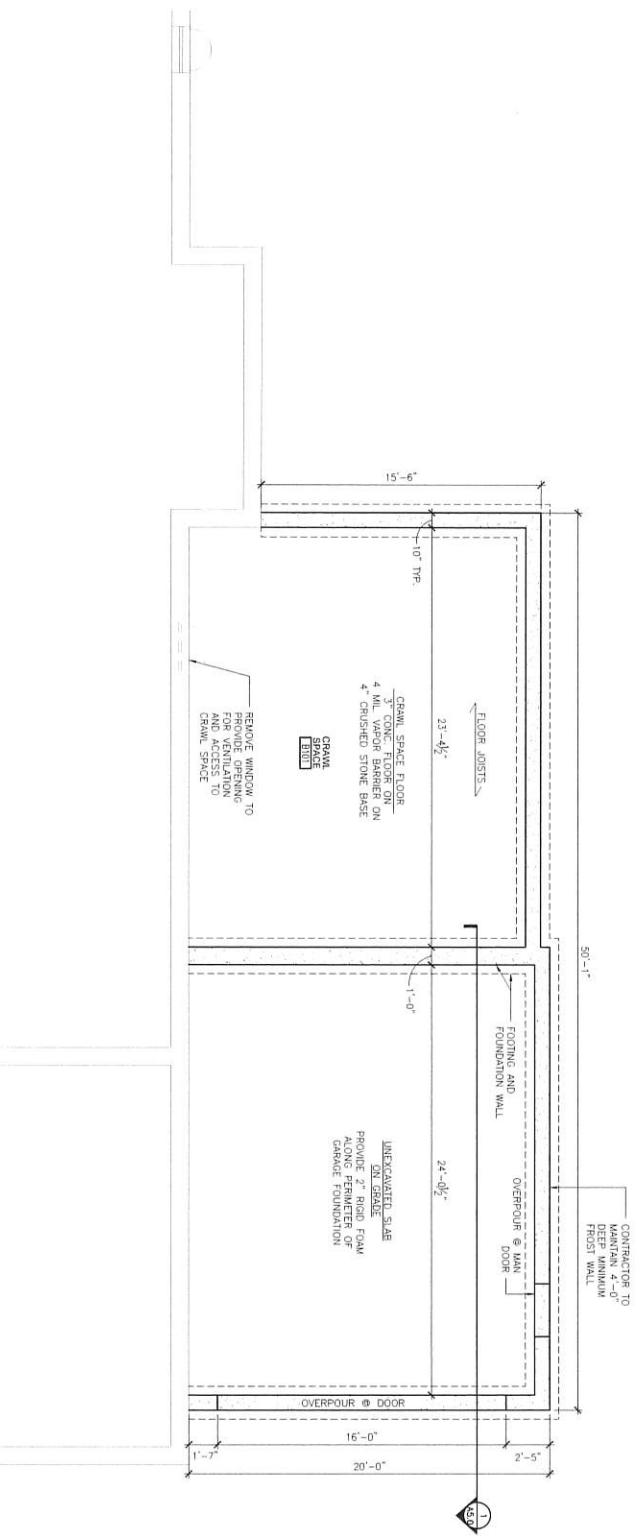 15'-6"
10" TYP.
23'-4½"
50'-1"
FLOOR JOISTS
CRAWL SPACE FLOOR
3" CONC. FLOOR ON
4 MIL VAPOR BARRIER ON
4" CRUSHED STONE BASE
CRAWL
SPACE
B101
REMOVE WINDOW TO
PROVIDE OPENING
FOR VENTILATION
AND ACCESS TO
CRAWL SPACE
1'-0"
FOOTING AND
FOUNDATION WALL
24'-0½"
UNEXCAVATED SLAB
ON GRADE
PROVIDE 2" RIGID FOAM
ALONG PERIMETER OF
GARAGE FOUNDATION
OVERPOUR @ MAN
DOOR
CONTRACTOR TO
MAINTAIN 4'-0"
DEEP MINIMUM
FROST WALL
OVERPOUR @ DOOR
1'-7"
16'-0"
2'-5"
20'-0"
1
A5.0